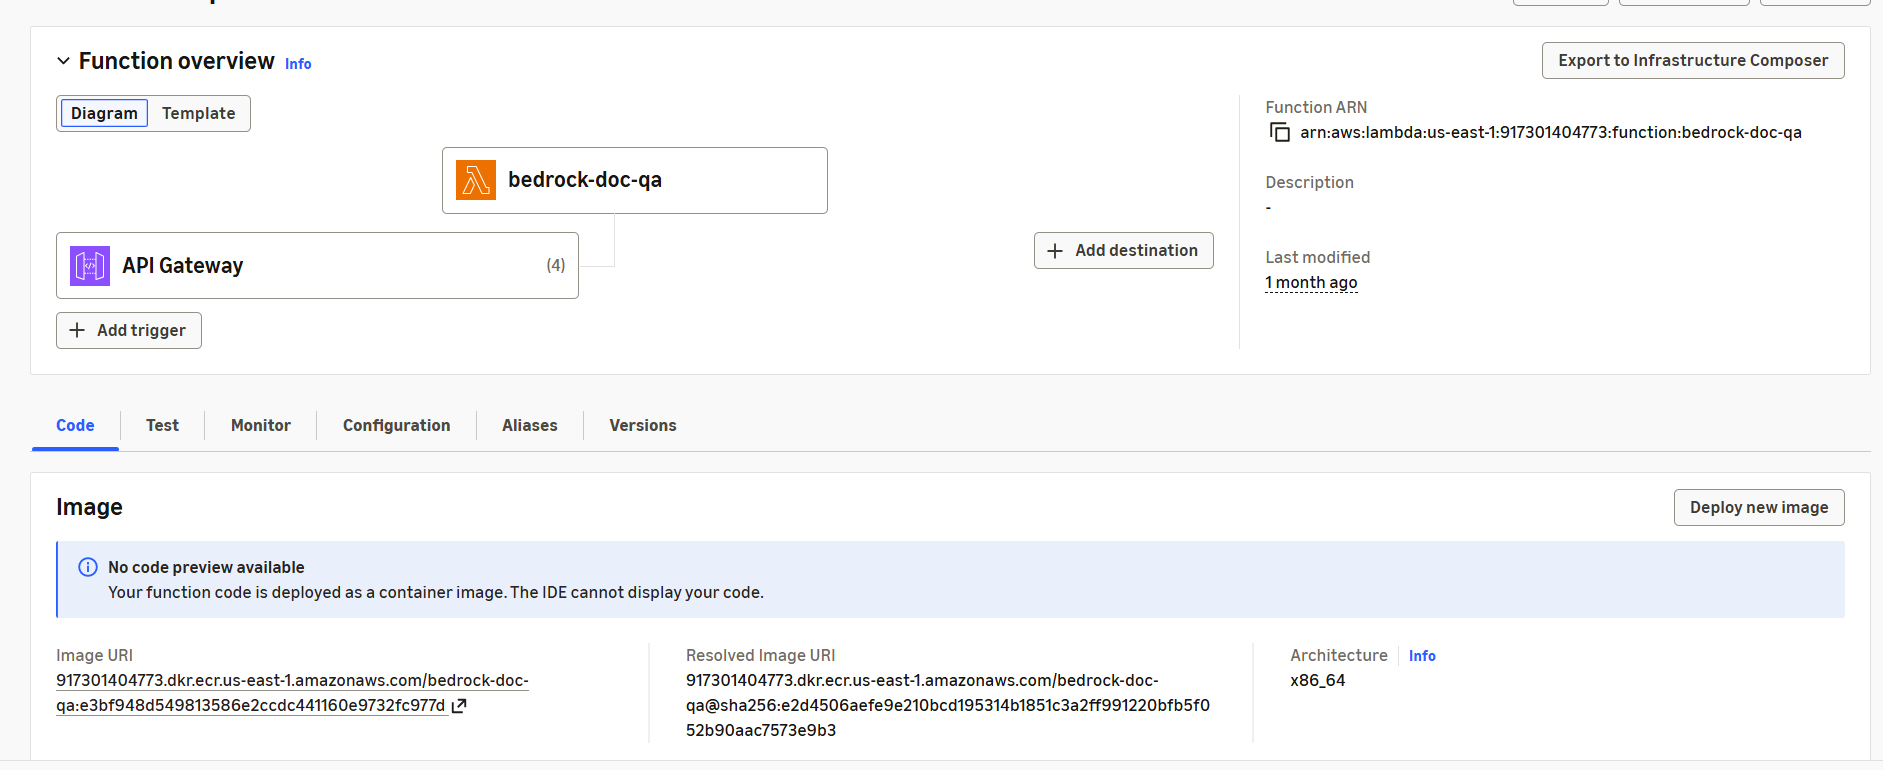 Function overview Info
Export to Infrastructure Composer
Diagram Template
bedrock-doc-qa
API Gateway (4)
Add trigger
Add destination
Function ARN
arn:aws:lambda:us-east-1:917301404773:function:bedrock-doc-qa
Description
-
Last modified
1 month ago
Code Test Monitor Configuration Aliases Versions
Image
Deploy new image
No code preview available
Your function code is deployed as a container image. The IDE cannot display your code.
Image URI
917301404773.dkr.ecr.us-east-1.amazonaws.com/bedrock-doc-
qa:e3bf948d549813586e2ccdc441160e9732fc977d
Resolved Image URI
917301404773.dkr.ecr.us-east-1.amazonaws.com/bedrock-doc-
qa@sha256:e2d4506aefe9e210bcd195314b1851c3a2ff991220bfb5f0
52b90aac7573e9b3
Architecture Info
x86_64